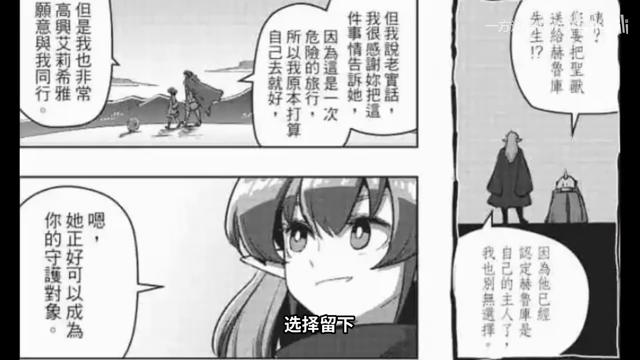 咦？
您要把聖獸
送給赫魯庫
先生!?
因為他已經
認定赫魯庫是
自己的主人了，
我也別無選擇。
但我說老實話，
我很感謝妳把這
件事情告訴她，
因為這是一次
危險的旅行，
所以我原本打算
自己去就好，
但是我也非常
高興艾莉希雅
願意與我同行。
嗯，
她正好可以成為
你的守護對象。
选择留下